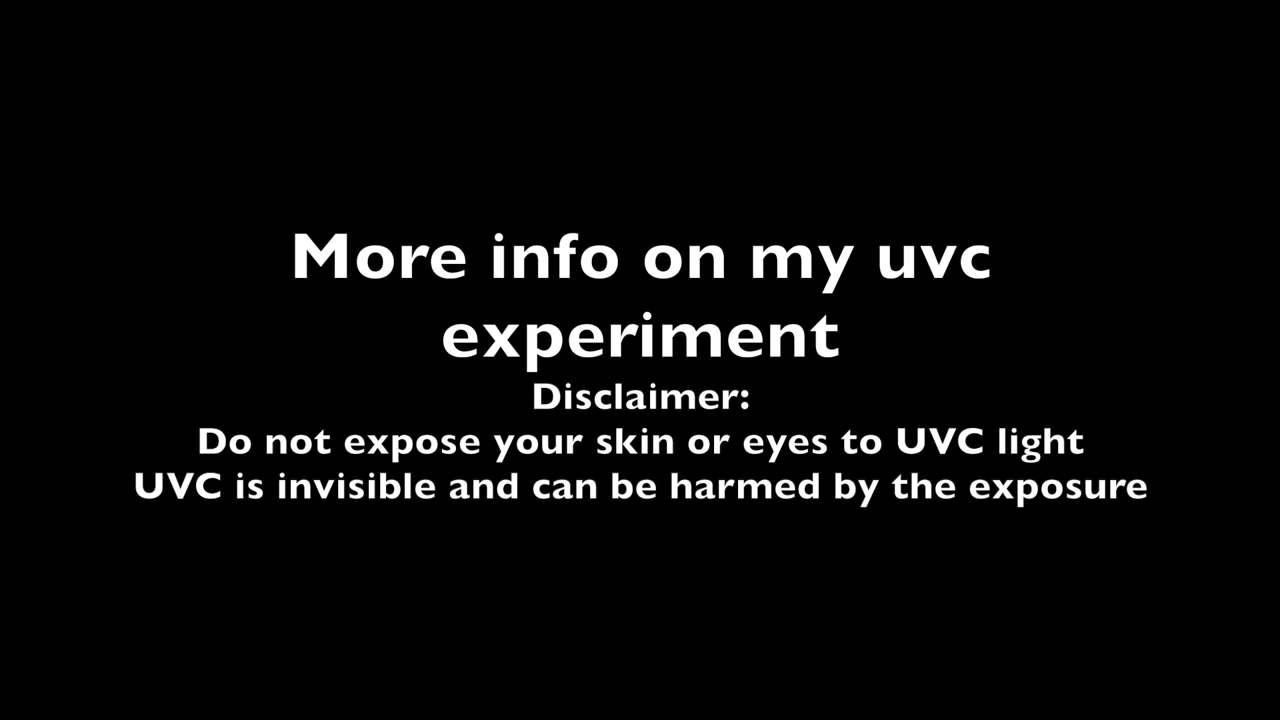 More info on my uvc
experiment
Disclaimer:
Do not expose your skin or eyes to UVC light
UVC is invisible and can be harmed by the exposure